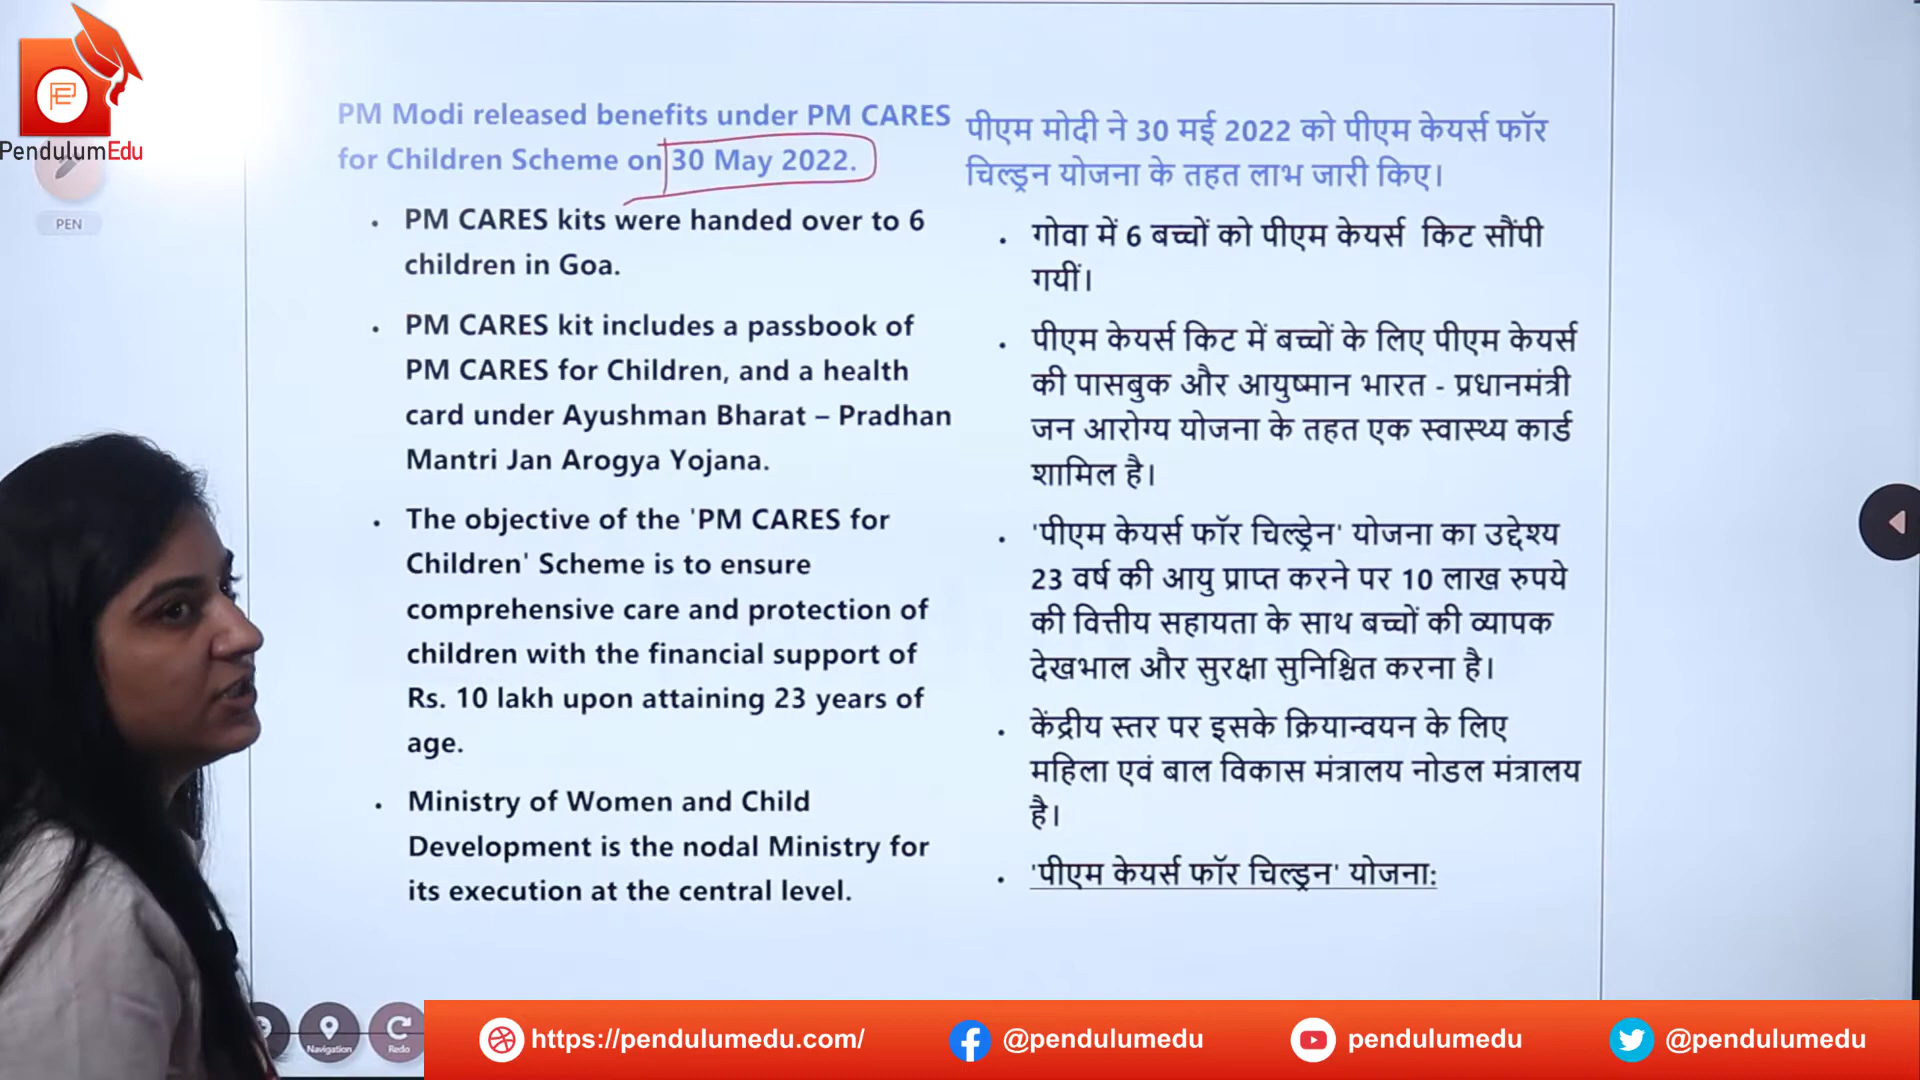 PendulumEdu
PEN
PM Modi released benefits under PM CARES
for Children Scheme on 30 May 2022.
• PM CARES kits were handed over to 6
children in Goa.
• PM CARES kit includes a passbook of
PM CARES for Children, and a health
card under Ayushman Bharat – Pradhan
Mantri Jan Arogya Yojana.
• The objective of the 'PM CARES for
Children' Scheme is to ensure
comprehensive care and protection of
children with the financial support of
Rs. 10 lakh upon attaining 23 years of
age.
• Ministry of Women and Child
Development is the nodal Ministry for
its execution at the central level.
पीएम मोदी ने 30 मई 2022 को पीएम केयर्स फॉर
चिल्ड्रन योजना के तहत लाभ जारी किए।
• गोवा में 6 बच्चों को पीएम केयर्स किट सौंपी
गयीं।
• पीएम केयर्स किट में बच्चों के लिए पीएम केयर्स
की पासबुक और आयुष्मान भारत - प्रधानमंत्री
जन आरोग्य योजना के तहत एक स्वास्थ्य कार्ड
शामिल है।
• 'पीएम केयर्स फॉर चिल्ड्रेन' योजना का उद्देश्य
23 वर्ष की आयु प्राप्त करने पर 10 लाख रुपये
की वित्तीय सहायता के साथ बच्चों की व्यापक
देखभाल और सुरक्षा सुनिश्चित करना है।
• केंद्रीय स्तर पर इसके क्रियान्वयन के लिए
महिला एवं बाल विकास मंत्रालय नोडल मंत्रालय
है।
• 'पीएम केयर्स फॉर चिल्ड्रन' योजना:
Navigation
Redo
https://pendulumedu.com/
@pendulumedu
pendulumedu
@pendulumedu